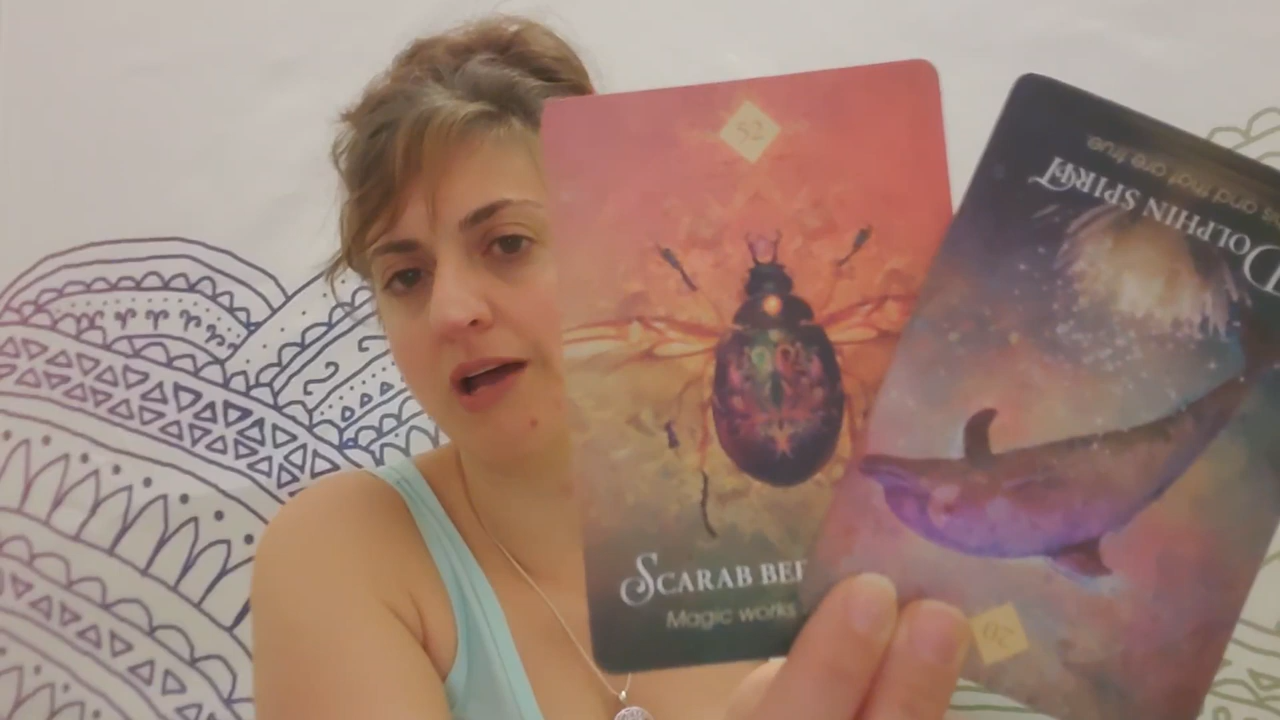 52
SCARAB BEE
Magic works
DOLPHIN SPIRIT
and that are true.
20